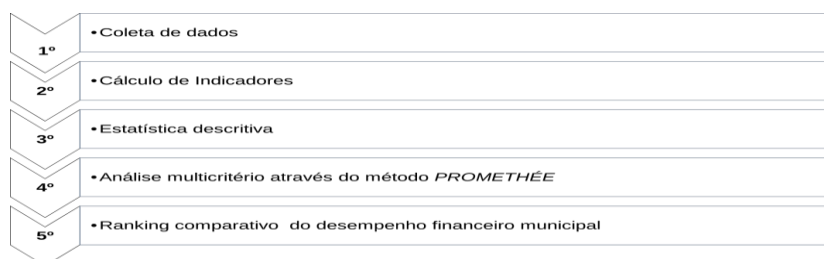 1º •Coleta de dados
2º •Cálculo de Indicadores
3º •Estatística descritiva
4º •Análise multicritério através do método PROMETHÉE
5º •Ranking comparativo do desempenho financeiro municipal